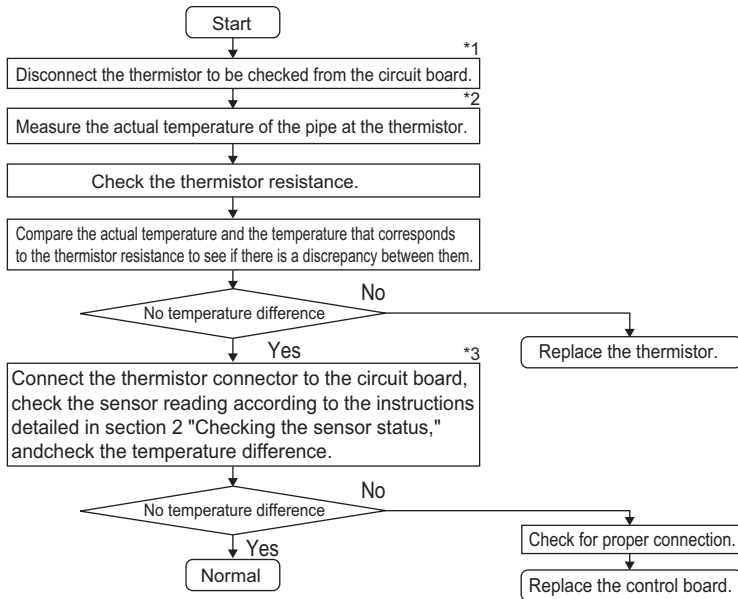 Start
*1
Disconnect the thermistor to be checked from the circuit board.
*2
Measure the actual temperature of the pipe at the thermistor.
Check the thermistor resistance.
Compare the actual temperature and the temperature that corresponds
to the thermistor resistance to see if there is a discrepancy between them.
No temperature difference
No
Replace the thermistor.
Yes
*3
Connect the thermistor connector to the circuit board,
check the sensor reading according to the instructions
detailed in section 2 "Checking the sensor status,"
andcheck the temperature difference.
No temperature difference
No
Check for proper connection.
Replace the control board.
Yes
Normal